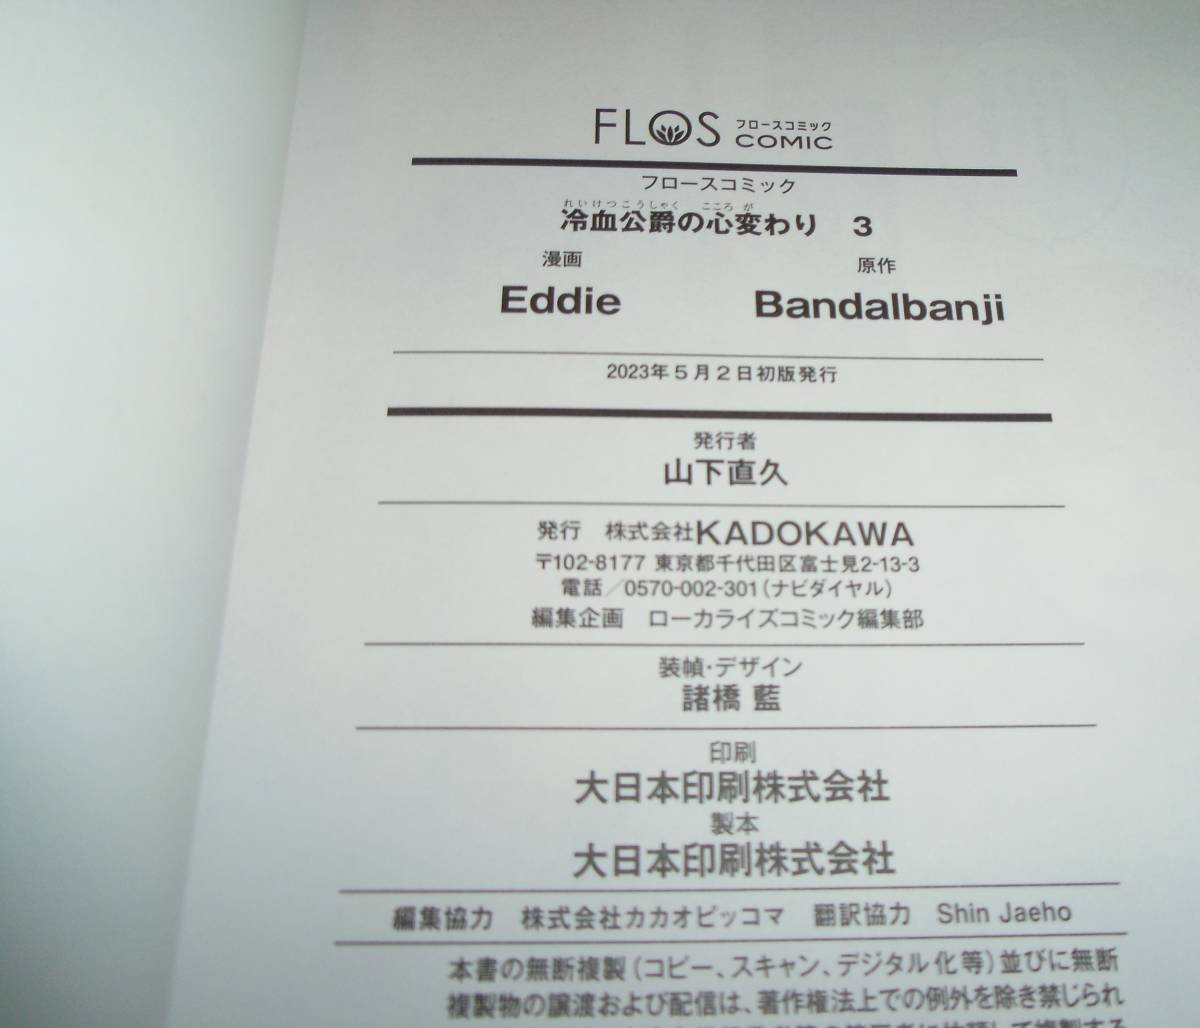 FLOS フロースコミック COMIC
フロースコミック
れいけつこうしゃく こころ が
冷血公爵の心変わり 3
漫画 原作
Eddie Bandalbanji
2023年5月2日初版発行
発行者
山下直久
発行 株式会社KADOKAWA
〒102-8177 東京都千代田区富士見2-13-3
電話/0570-002-301(ナビダイヤル)
編集企画 ローカライズコミック編集部
装幀・デザイン
諸橋 藍
印刷
大日本印刷株式会社
製本
大日本印刷株式会社
編集協力 株式会社カカオピッコマ 翻訳協力 Shin Jaeho
本書の無断複製(コピー、スキャン、デジタル化等)並びに無断
複製物の譲渡および配信は、著作権法上での例外を除き禁じられ